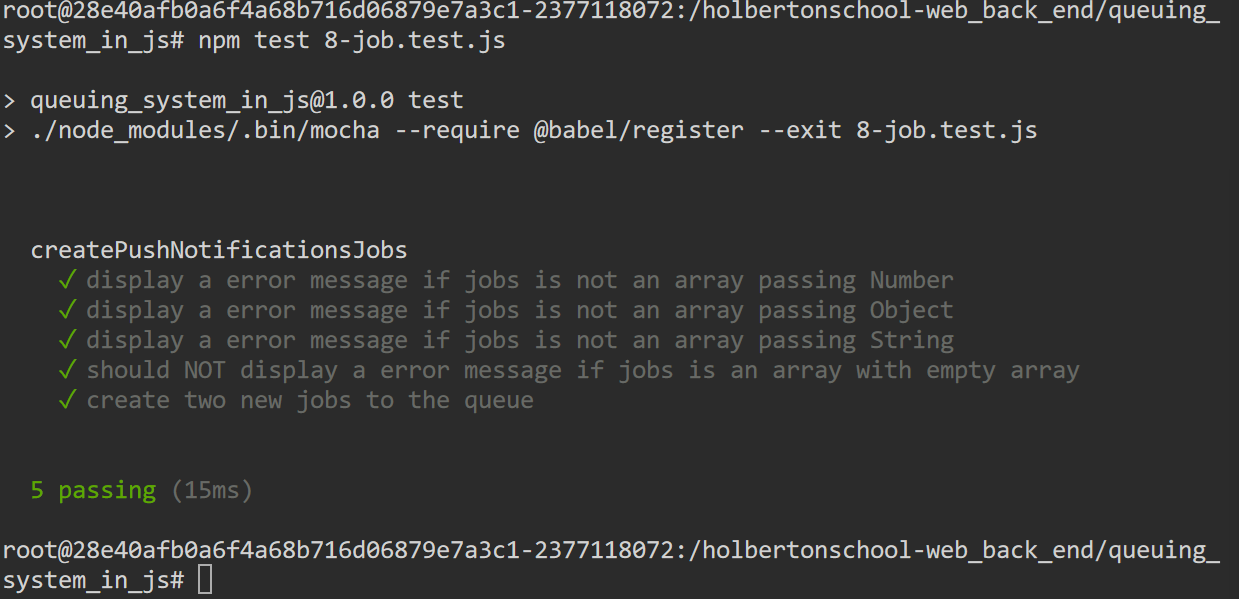 root@28e40afb0a6f4a68b716d06879e7a3c1-2377118072:/holbertonschool-web_back_end/queuing_
system_in_js# npm test 8-job.test.js
> queuing_system_in_js@1.0.0 test
> ./node_modules/.bin/mocha --require @babel/register --exit 8-job.test.js
createPushNotificationsJobs
✓ display a error message if jobs is not an array passing Number
✓ display a error message if jobs is not an array passing Object
✓ display a error message if jobs is not an array passing String
✓ should NOT display a error message if jobs is an array with empty array
✓ create two new jobs to the queue
5 passing (15ms)
root@28e40afb0a6f4a68b716d06879e7a3c1-2377118072:/holbertonschool-web_back_end/queuing_
system_in_js#